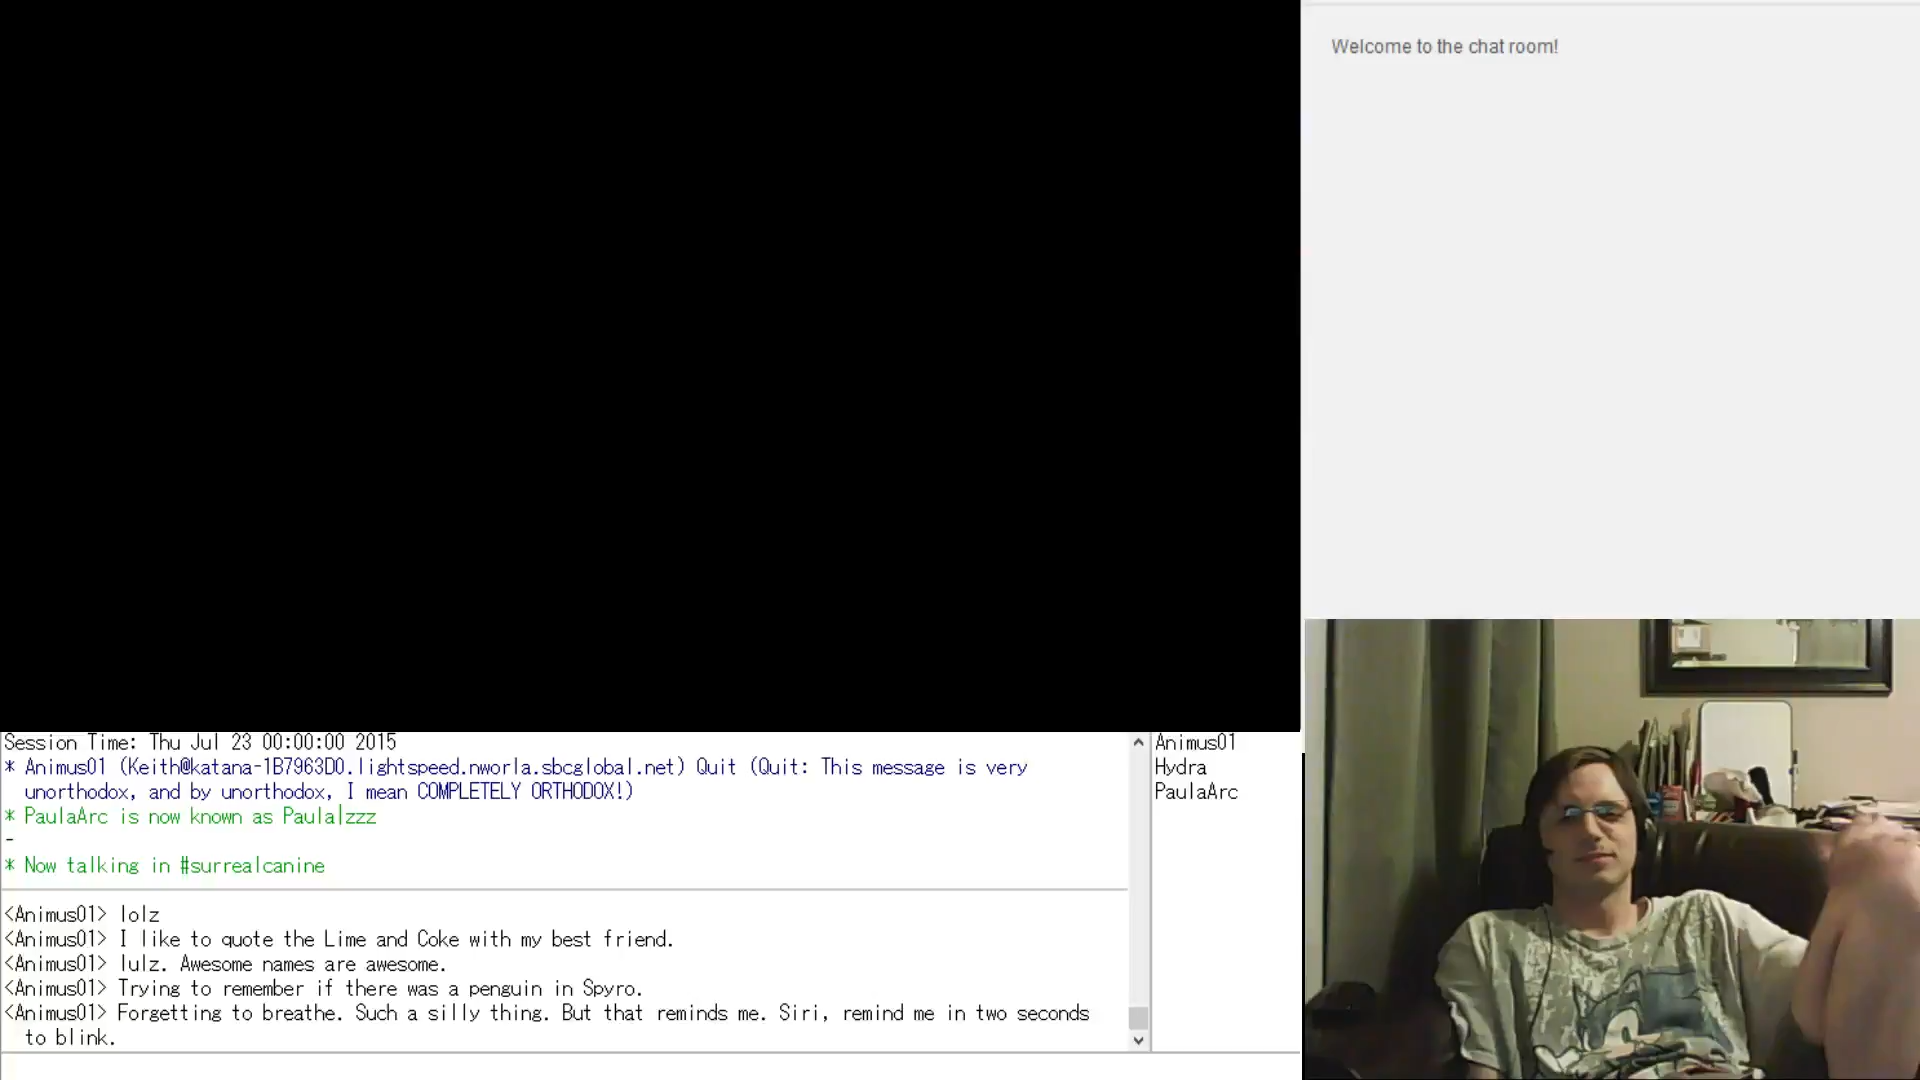 Welcome to the chat room!
Session Time: Thu Jul 23 00:00:00 2015
* Animus01 (Keith@katana-1B7963D0.lightspeed.nworla.sbcglobal.net) Quit (Quit: This message is very
unorthodox, and by unorthodox, I mean COMPLETELY ORTHODOX!)
* PaulaArc is now known as Paula|zzz
-
* Now talking in #surrealcanine
<Animus01> lolz
<Animus01> I like to quote the Lime and Coke with my best friend.
<Animus01> lulz. Awesome names are awesome.
<Animus01> Trying to remember if there was a penguin in Spyro.
<Animus01> Forgetting to breathe. Such a silly thing. But that reminds me. Siri, remind me in two seconds
to blink.
Animus01
Hydra
PaulaArc